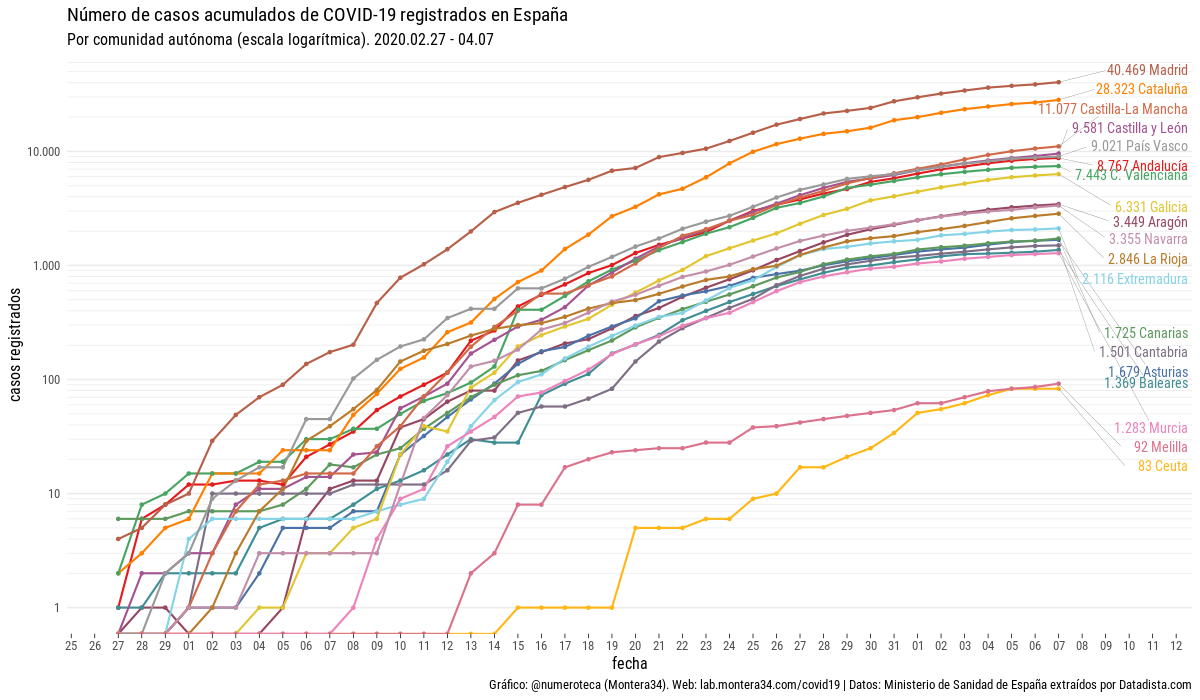 Número de casos acumulados de COVID-19 registrados en España
Por comunidad autónoma (escala logarítmica). 2020.02.27 - 04.07
40.469 Madrid
28.323 Cataluña
11.077 Castilla-La Mancha
9.581 Castilla y León
9.021 País Vasco
8.767 Andalucía
7.443 C. Valenciana
6.331 Galicia
3.449 Aragón
3.355 Navarra
2.846 La Rioja
2.116 Extremadura
1.725 Canarias
1.501 Cantabria
1.679 Asturias
1.369 Baleares
1.283 Murcia
92 Melilla
83 Ceuta
casos registrados
10.000
1.000
100
10
1
25 26 27 28 29 01 02 03 04 05 06 07 08 09 10 11 12 13 14 15 16 17 18 19 20 21 22 23 24 25 26 27 28 29 30 31 01 02 03 04 05 06 07 08 09 10 11 12
fecha
Gráfico: @numeroteca (Montera34). Web: lab.montera34.com/covid19 | Datos: Ministerio de Sanidad de España extraídos por Datadista.com